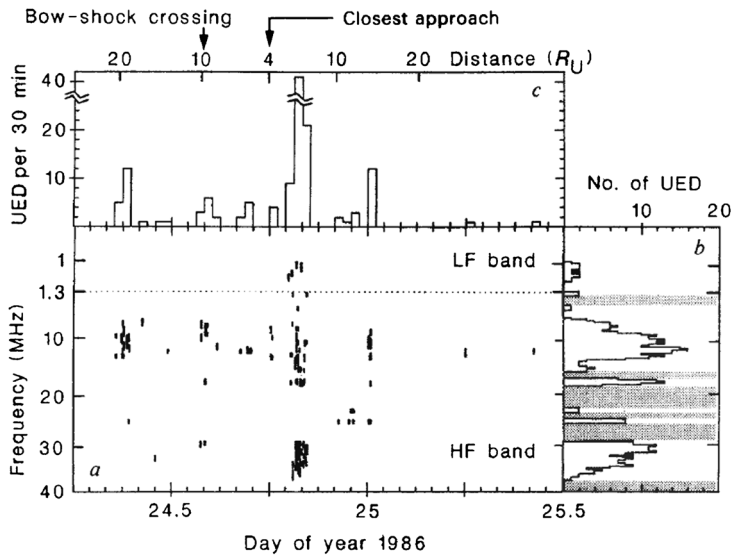 Bow-shock crossing
Closest approach
20 10 4 10 20 Distance (RU)
40
20
10
UED per 30 min
c
No. of UED
10 20
1
1.3
10
20
30
40
Frequency (MHz)
LF band
HF band
a
b
24.5 25 25.5
Day of year 1986